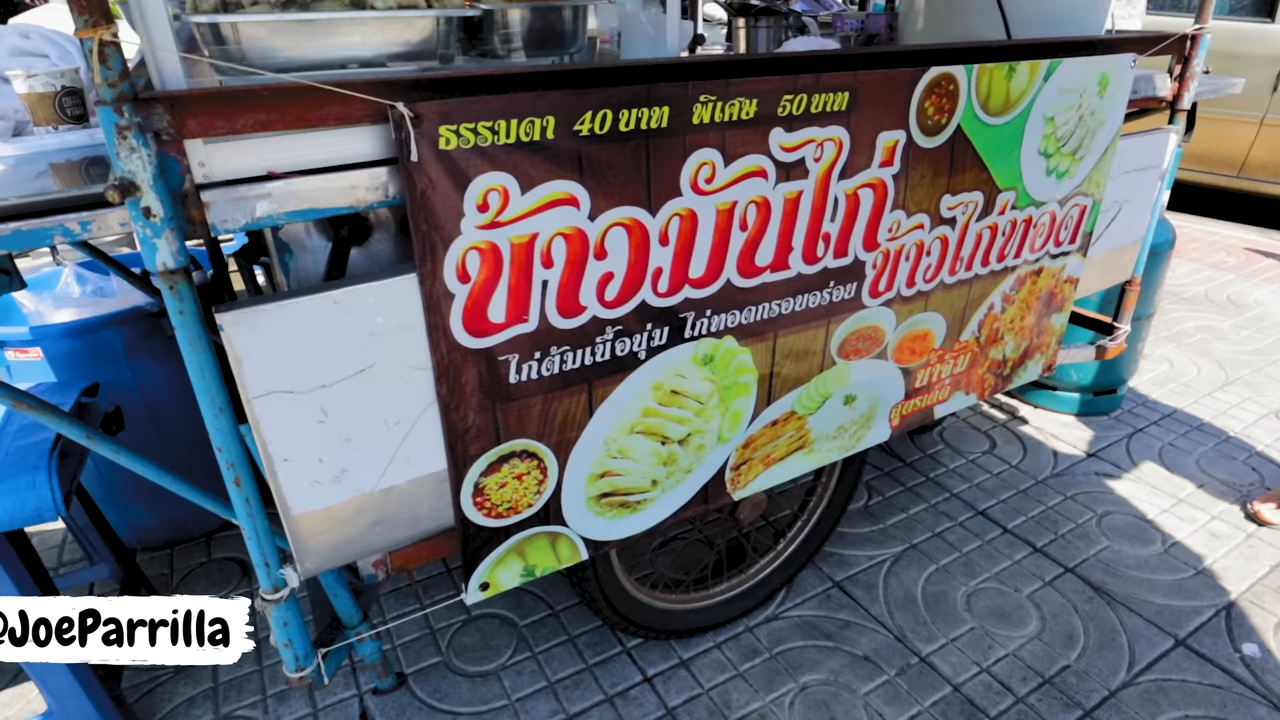 ธรรมดา 40 บาท พิเศษ 50 บาท
ข้าวมันไก่
ข้าวไก่ทอด
ไก่ต้มเนื้อนุ่ม ไก่ทอดกรอบอร่อย
น้ำจิ้ม
สูตรเด็ด
@JoeParrilla